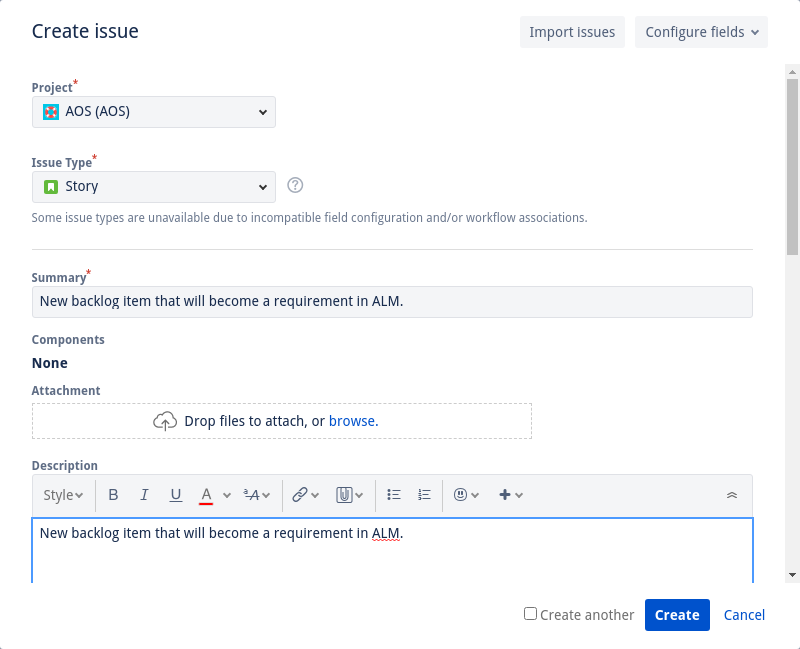 Create issue
Import issues
Configure fields
Project*
AOS (AOS)
Issue Type*
Story
Some issue types are unavailable due to incompatible field configuration and/or workflow associations.
Summary*
New backlog item that will become a requirement in ALM.
Components
None
Attachment
Drop files to attach, or browse.
Description
Style B I U A ªA
New backlog item that will become a requirement in ALM.
Create another Create Cancel